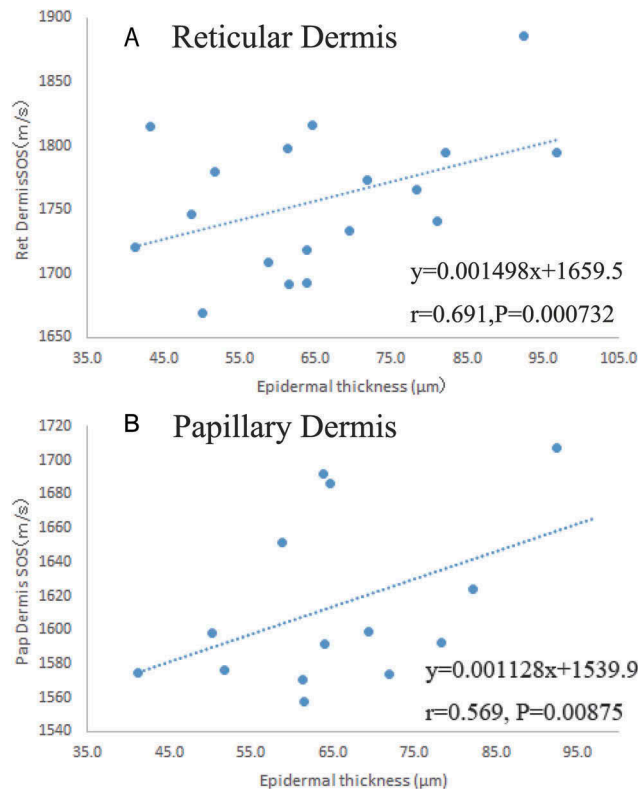 A Reticular Dermis
1900
1850
1800
1750
1700
1650
Ret DermisSOS(m/s)
y=0.001498x+1659.5
r=0.691,P=0.000732
35.0 45.0 55.0 65.0 75.0 85.0 95.0 105.0
Epidermal thickness (μm)
B Papillary Dermis
1720
1700
1680
1660
1640
1620
1600
1580
1560
1540
Pap Dermis SOS(m/s)
y=0.001128x+1539.9
r=0.569, P=0.00875
35.0 45.0 55.0 65.0 75.0 85.0 95.0
Epidermal thickness (μm)